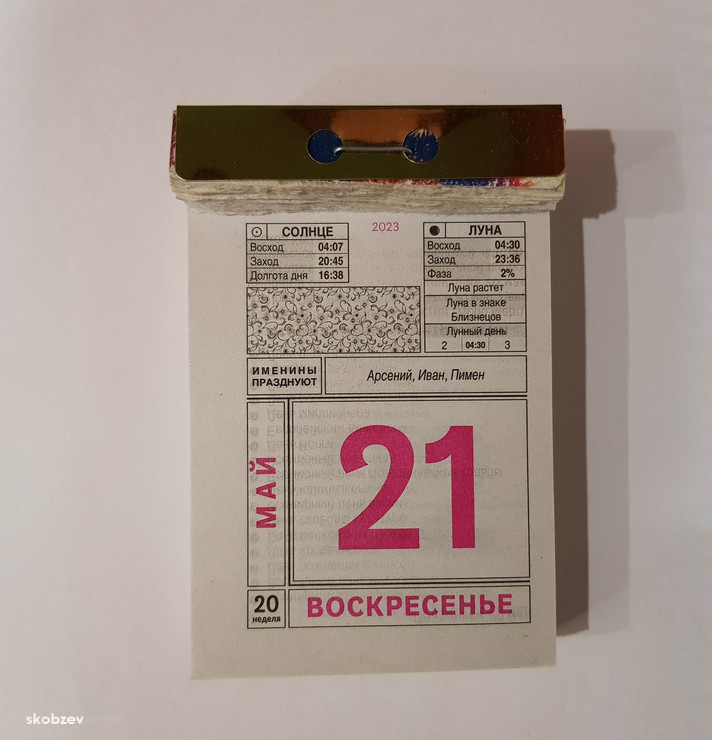 2023
СОЛНЦЕ
Восход 04:07
Заход 20:45
Долгота дня 16:38
ЛУНА
Восход 04:30
Заход 23:36
Фаза 2%
Луна растет
Луна в знаке
Близнецов
Лунный день
2 04:30 3
ИМЕНИНЫ
ПРАЗДНУЮТ
Арсений, Иван, Пимен
МАЙ
21
20
неделя
ВОСКРЕСЕНЬЕ
skobzev